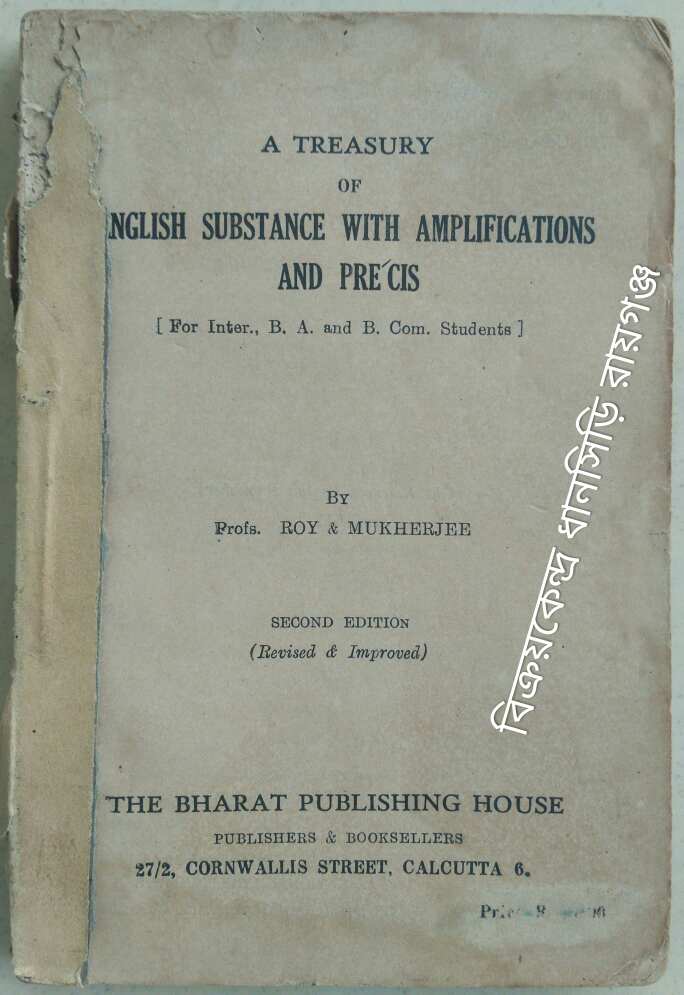 A TREASURY
OF
NGLISH SUBSTANCE WITH AMPLIFICATIONS
AND PRE´CIS
[ For Inter., B. A. and B. Com. Students ]
By
Profs. ROY & MUKHERJEE
SECOND EDITION
(Revised & Improved)
THE BHARAT PUBLISHING HOUSE
PUBLISHERS & BOOKSELLERS
27/2, CORNWALLIS STREET, CALCUTTA 6.
বিক্রয়কেন্দ্র ধানসিড়ি রায়গঞ্জ